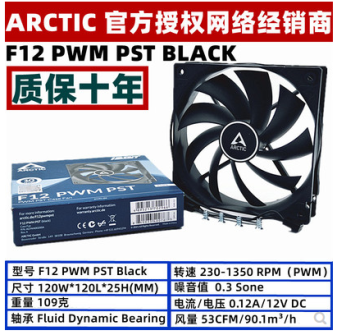 ARCTIC 官方授权网络经销商
F12 PWM PST BLACK
质保十年
ARCTIC
F12 PWM PST
ARCTIC
型号 F12 PWM PST Black
转速 230-1350 RPM（PWM）
尺寸 120W*120L*25H(MM)
噪音值 0.3 Sone
重量 109克
电流/电压 0.12A/12V DC
轴承 Fluid Dynamic Bearing
风量 53CFM/90.1m³/h